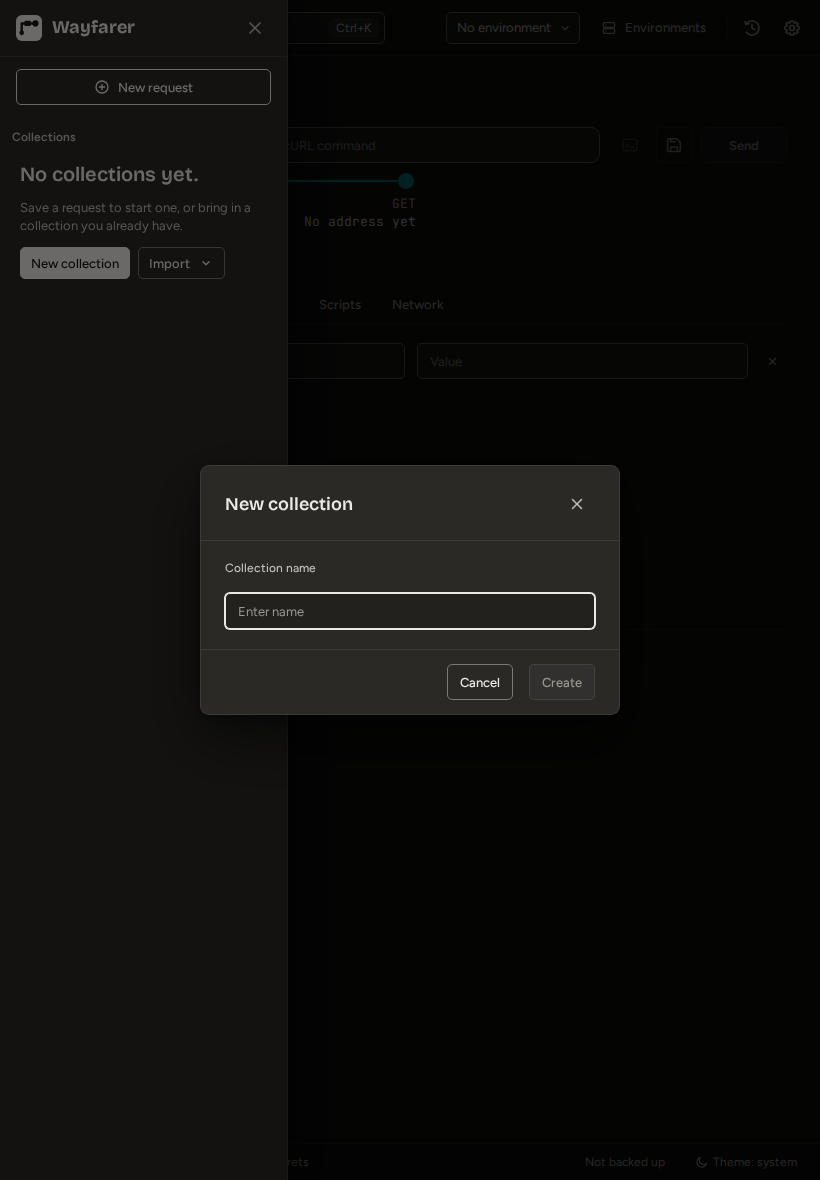 Wayfarer
Ctrl+K
No environment
Environments
New request
Collections
URL command
Send
No collections yet.
GET
Save a request to start one, or bring in a
collection you already have.
No address yet
New collection
Import
Scripts
Network
Value
New collection
Collection name
Enter name
Cancel
Create
Not backed up
Theme: system